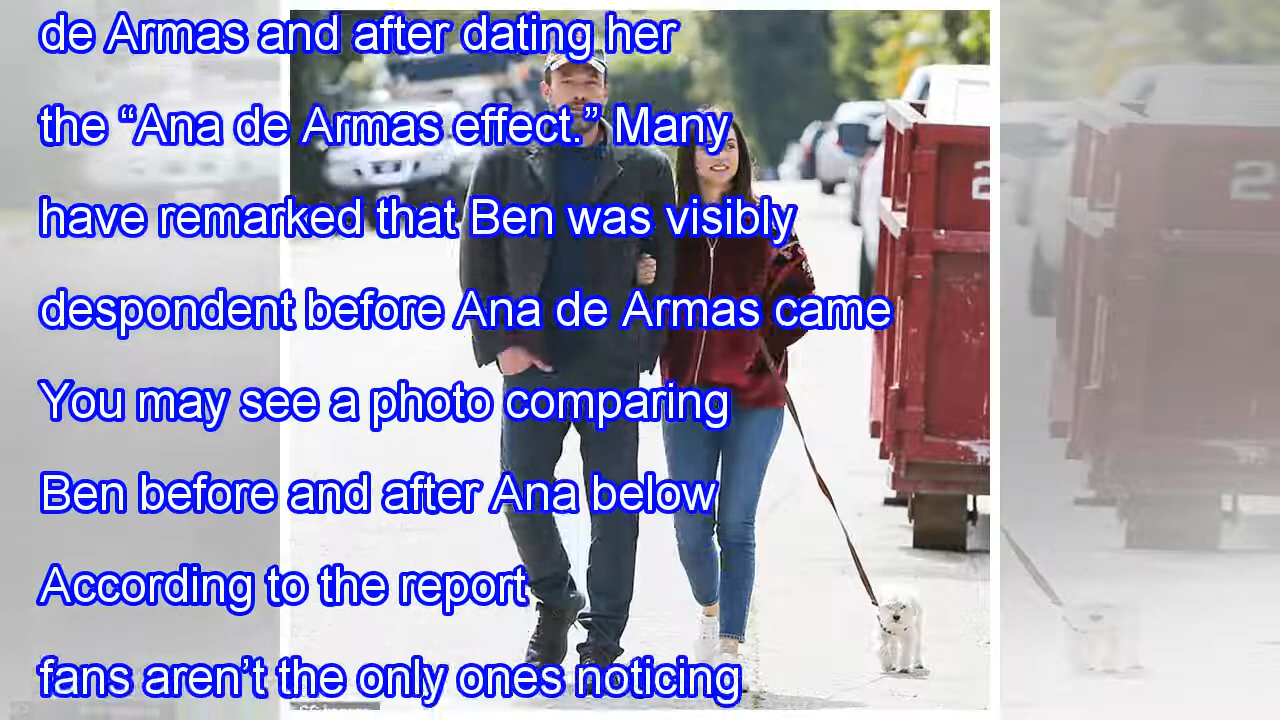 de Armas and after dating her
the “Ana de Armas effect.” Many
have remarked that Ben was visibly
despondent before Ana de Armas came
You may see a photo comparing
Ben before and after Ana below
According to the report
fans aren’t the only ones noticing
2
2